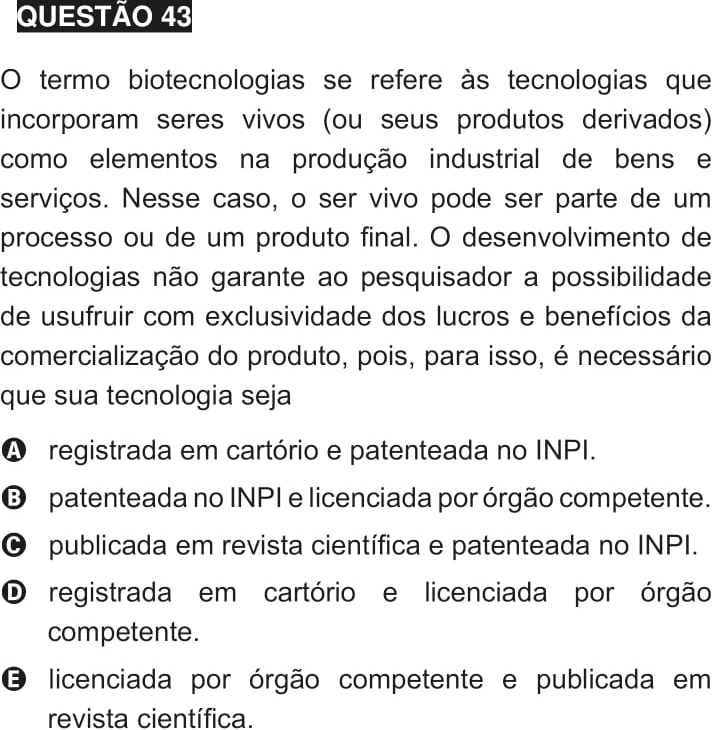 QUESTÃO 43
O termo biotecnologias se refere às tecnologias que
incorporam seres vivos (ou seus produtos derivados)
como elementos na produção industrial de bens e
serviços. Nesse caso, o ser vivo pode ser parte de um
processo ou de um produto final. O desenvolvimento de
tecnologias não garante ao pesquisador a possibilidade
de usufruir com exclusividade dos lucros e benefícios da
comercialização do produto, pois, para isso, é necessário
que sua tecnologia seja
A registrada em cartório e patenteada no INPI.
B patenteada no INPI e licenciada por órgão competente.
C publicada em revista científica e patenteada no INPI.
D registrada em cartório e licenciada por órgão
competente.
E licenciada por órgão competente e publicada em
revista científica.